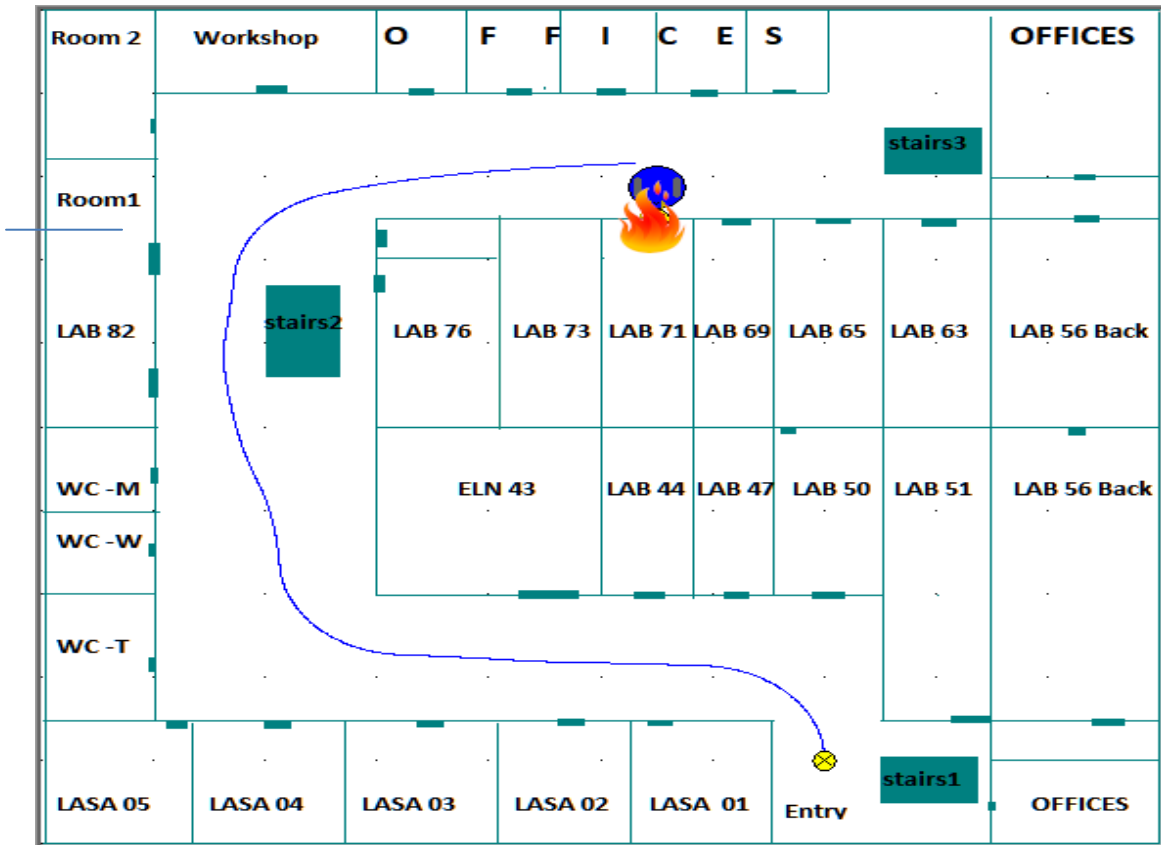 Room 2 Workshop O F F I C E S OFFICES
stairs3
Room1
stairs2
LAB 82 LAB 76 LAB 73 LAB 71 LAB 69 LAB 65 LAB 63 LAB 56 Back
WC -M ELN 43 LAB 44 LAB 47 LAB 50 LAB 51 LAB 56 Back
WC -W
WC -T
stairs1
LASA 05 LASA 04 LASA 03 LASA 02 LASA 01 Entry OFFICES